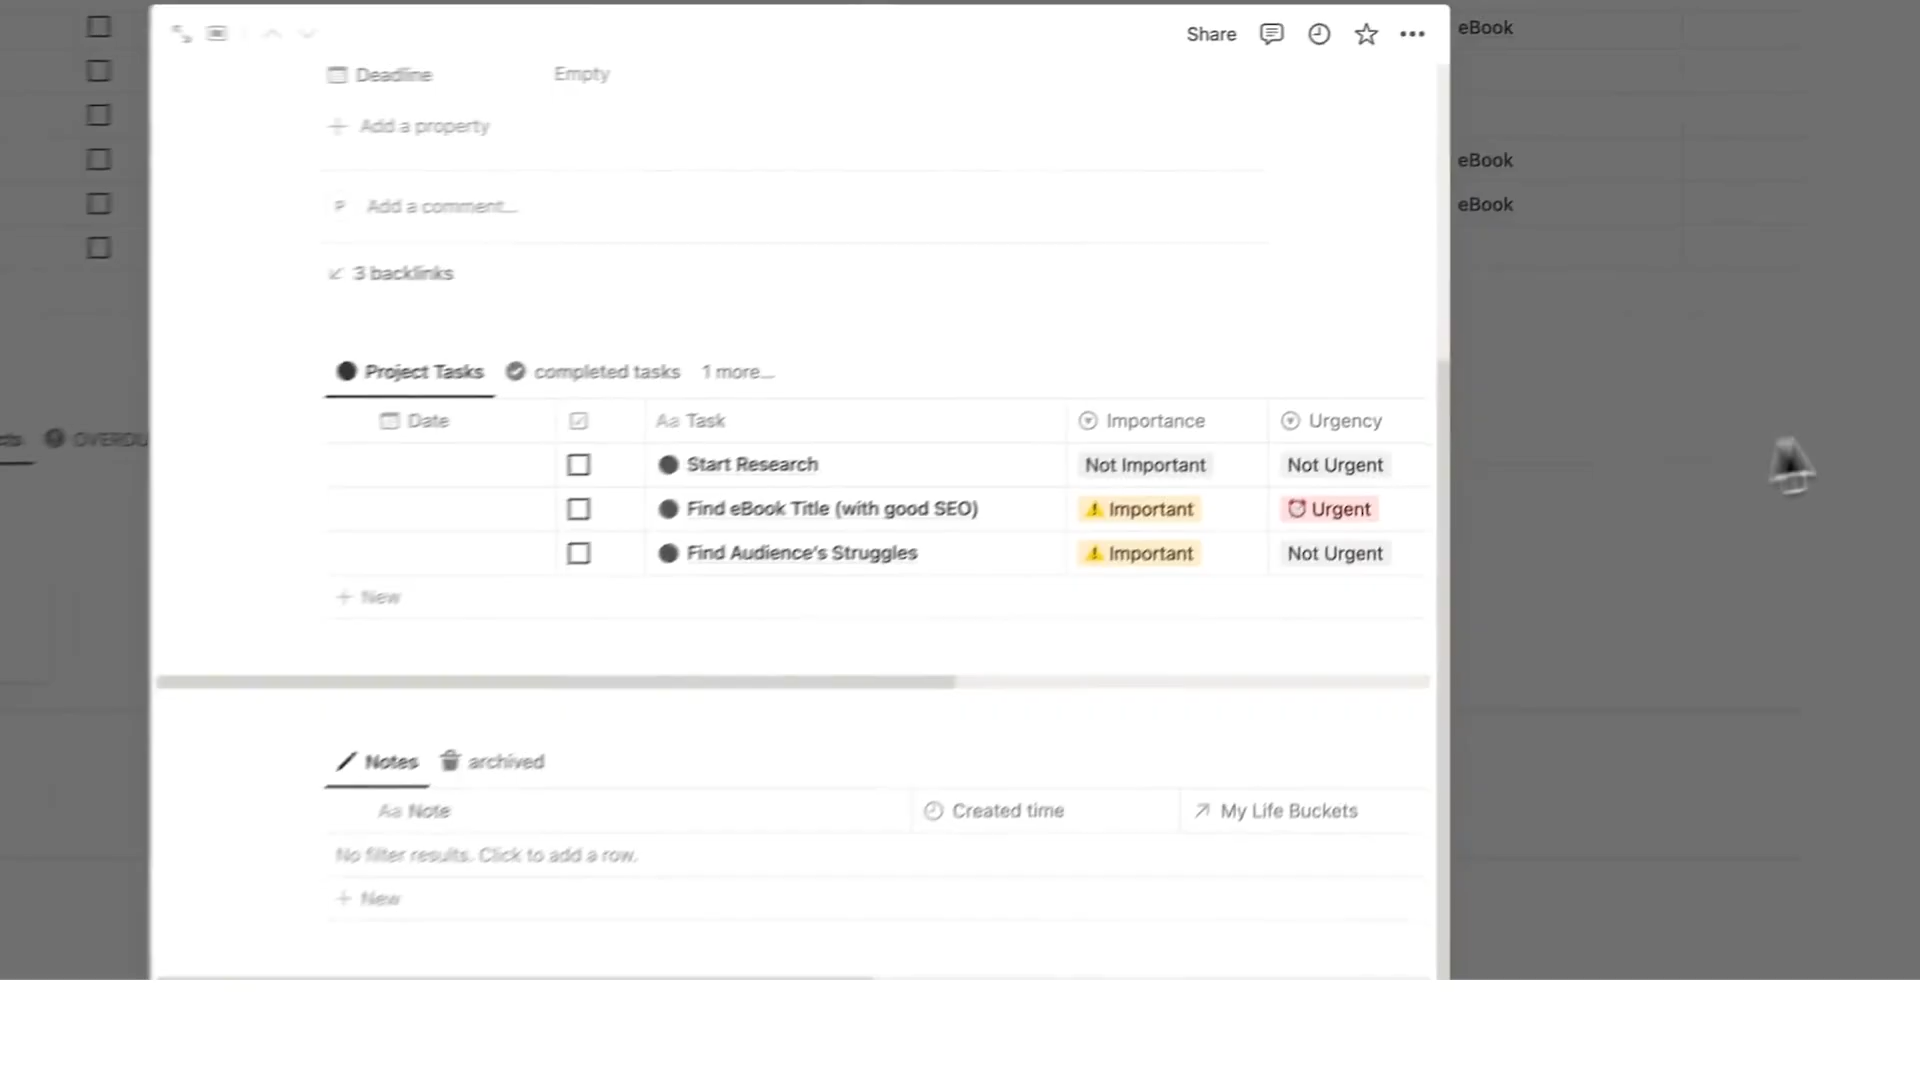 Share
eBook
Deadline Empty
Add a property
eBook
P Add a comment...
eBook
3 backlinks
Project Tasks completed tasks 1 more...
Date Aa Task Importance Urgency
Start Research Not Important Not Urgent
Find eBook Title (with good SEO) Important Urgent
Find Audience's Struggles Important Not Urgent
+ New
Notes archived
Aa Note Created time My Life Buckets
No filter results. Click to add a row.
+ New